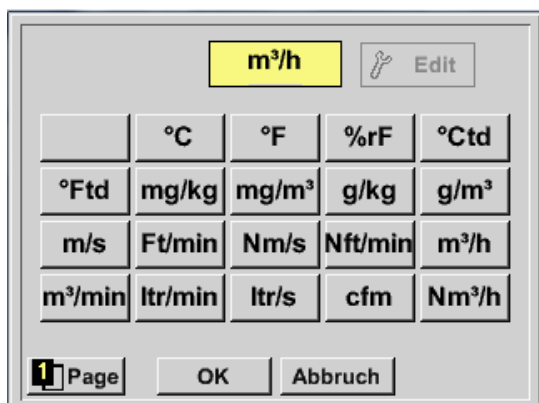 m³/h Edit
°C °F %rF °Ctd
°Ftd mg/kg mg/m³ g/kg g/m³
m/s Ft/min Nm/s Nft/min m³/h
m³/min ltr/min ltr/s cfm Nm³/h
1 Page OK Abbruch